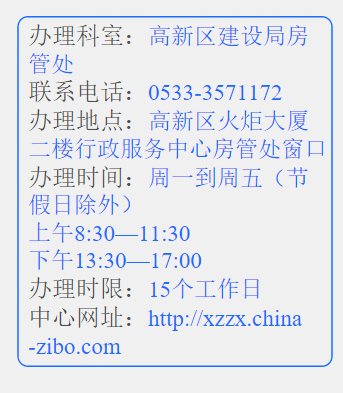 办理科室：高新区建设局房
管处
联系电话：0533-3571172
办理地点：高新区火炬大厦
二楼行政服务中心房管处窗口
办理时间：周一到周五（节
假日除外）
上午8:30—11:30
下午13:30—17:00
办理时限：15个工作日
中心网址：http://xzzx.china
-zibo.com